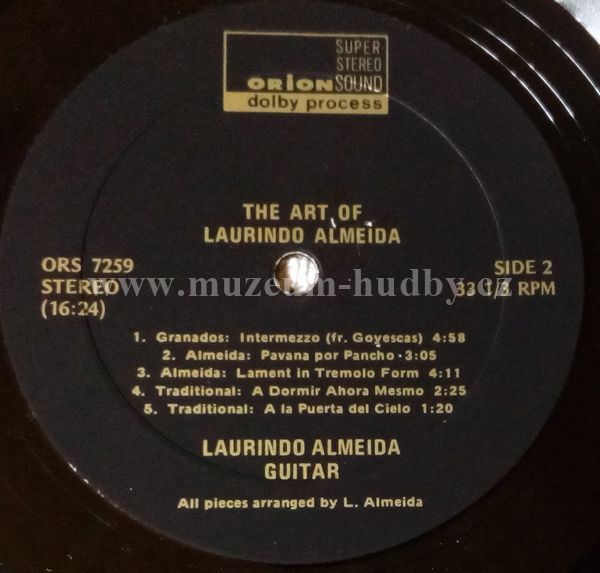 SUPER
STEREO
ORION SOUND
dolby process
THE ART OF
LAURINDO ALMEIDA
ORS 7259
STEREO
(16:24)
SIDE 2
33 1/3 RPM
www.muzeum-hudby.cz
1. Granados: Intermezzo (fr. Goyescas) 4:58
2. Almeida: Pavana por Pancho · 3:05
3. Almeida: Lament in Tremolo Form 4:11
4. Traditional: A Dormir Ahora Mesmo 2:25
5. Traditional: A la Puerta del Cielo 1:20
LAURINDO ALMEIDA
GUITAR
All pieces arranged by L. Almeida